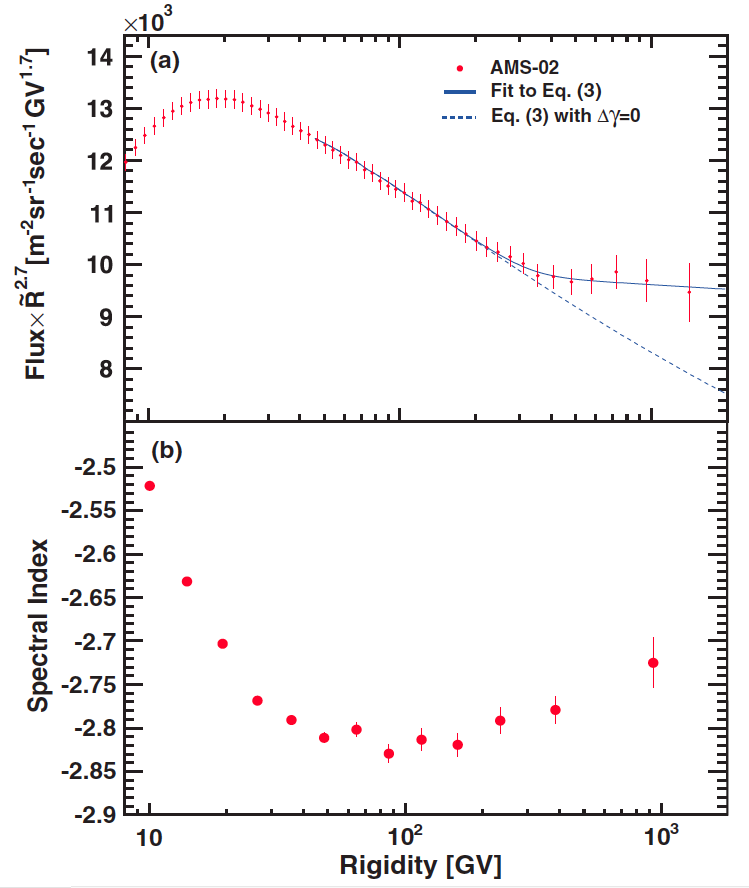 ×10³
(a)
AMS-02
Fit to Eq. (3)
Eq. (3) with Δγ=0
Flux× R̃^2.7 [m⁻²sr⁻¹sec⁻¹GV^1.7]
14
13
12
11
10
9
8
(b)
Spectral Index
-2.5
-2.55
-2.6
-2.65
-2.7
-2.75
-2.8
-2.85
-2.9
10 10² 10³
Rigidity [GV]